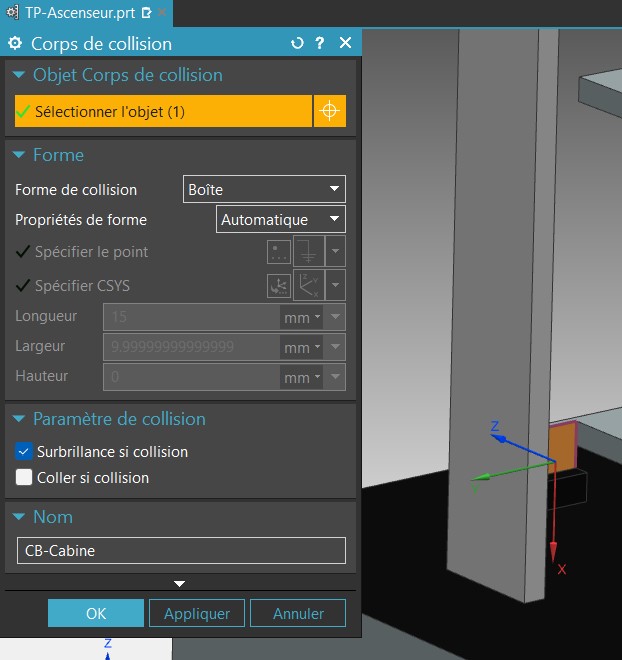 TP-Ascenseur.prt
Corps de collision
Objet Corps de collision
Sélectionner l'objet (1)
Forme
Forme de collision Boîte
Propriétés de forme Automatique
Spécifier le point
Spécifier CSYS
Longueur 15 mm
Largeur 9.99999999999999 mm
Hauteur 0 mm
Paramètre de collision
Surbrillance si collision
Coller si collision
Nom
CB-Cabine
OK Appliquer Annuler
Z
X
Z